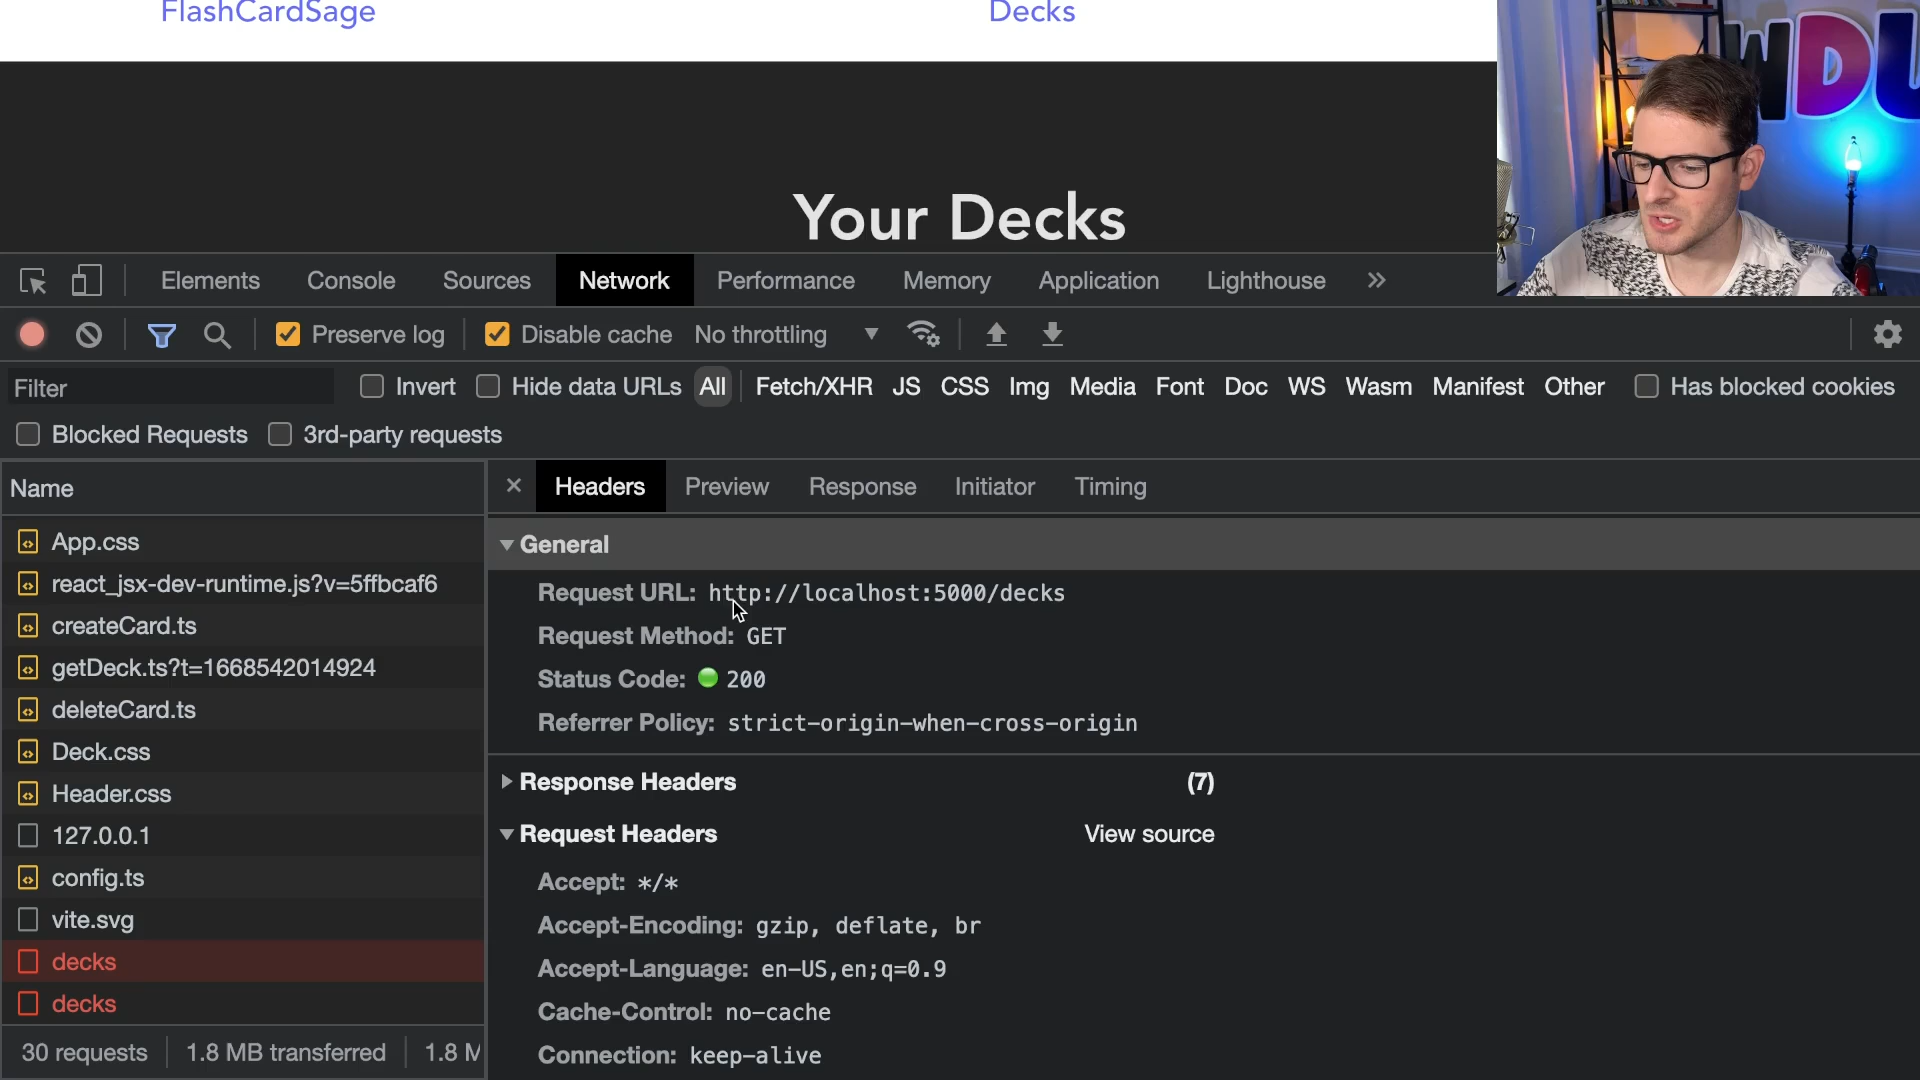 FlashCardSage Decks
WDU
Your Decks
Elements Console Sources Network Performance Memory Application Lighthouse »
Preserve log Disable cache No throttling
Filter Invert Hide data URLs All Fetch/XHR JS CSS Img Media Font Doc WS Wasm Manifest Other Has blocked cookies
Blocked Requests 3rd-party requests
Name
App.css
react_jsx-dev-runtime.js?v=5ffbcaf6
createCard.ts
getDeck.ts?t=1668542014924
deleteCard.ts
Deck.css
Header.css
127.0.0.1
config.ts
vite.svg
decks
decks
30 requests 1.8 MB transferred 1.8 M
× Headers Preview Response Initiator Timing
General
Request URL: http://localhost:5000/decks
Request Method: GET
Status Code: 200
Referrer Policy: strict-origin-when-cross-origin
Response Headers (7)
Request Headers View source
Accept: */*
Accept-Encoding: gzip, deflate, br
Accept-Language: en-US,en;q=0.9
Cache-Control: no-cache
Connection: keep-alive